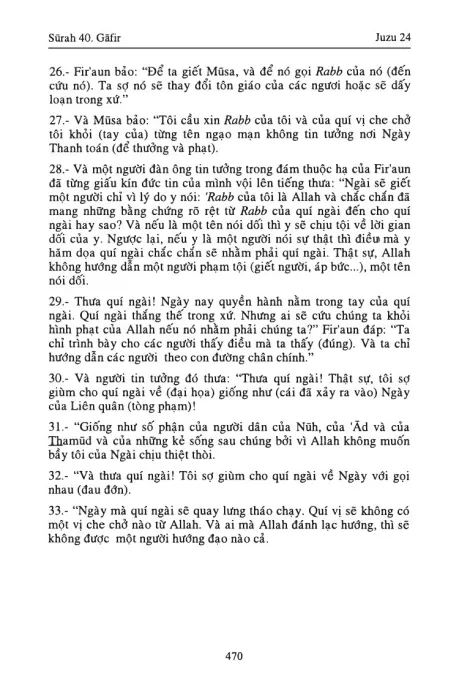 Sūrah 40. Gāfir
Juzu 24
26.- Fir'aun bảo: “Để ta giết Mūsa, và để nó gọi Rabb của nó (đến
cứu nó). Ta sợ nó sẽ thay đổi tôn giáo của các ngươi hoặc sẽ dấy
loạn trong xứ.”
27.- Và Mūsa bảo: “Tôi cầu xin Rabb của tôi và của quí vị che chở
tôi khỏi (tay của) từng tên ngạo mạn không tin tưởng nơi Ngày
Thanh toán (để thưởng và phạt).
28.- Và một người đàn ông tin tưởng trong đám thuộc hạ của Fir'aun
đã từng giấu kín đức tin của mình vội lên tiếng thưa: “Ngài sẽ giết
một người chỉ vì lý do y nói: 'Rabb của tôi là Allah và chắc chắn đã
mang những bằng chứng rõ rệt từ Rabb của quí ngài đến cho quí
ngài hay sao? Và nếu là một tên nói dối thì y sẽ chịu tội về lời gian
dối của y. Ngược lại, nếu y là một người nói sự thật thì điều mà y
hăm dọa quí ngài chắc chắn sẽ nhằm phải quí ngài. Thật sự, Allah
không hướng dẫn một người phạm tội (giết người, áp bức...), một tên
nói dối.
29.- Thưa quí ngài! Ngày nay quyền hành nằm trong tay của quí
ngài. Quí ngài thắng thế trong xứ. Nhưng ai sẽ cứu chúng ta khỏi
hình phạt của Allah nếu nó nhằm phải chúng ta?” Fir'aun đáp: “Ta
chỉ trình bày cho các người thấy điều mà ta thấy (đúng). Và ta chỉ
hướng dẫn các người theo con đường chân chính.”
30.- Và người tin tưởng đó thưa: “Thưa quí ngài! Thật sự, tôi sợ
giùm cho quí ngài về (đại họa) giống như (cái đã xảy ra vào) Ngày
của Liên quân (tòng phạm)!
31.- “Giống như số phận của người dân của Nūh, của 'Ād và của
Thamūd và của những kẻ sống sau chúng bởi vì Allah không muốn
bầy tôi của Ngài chịu thiệt thòi.
32.- “Và thưa quí ngài! Tôi sợ giùm cho quí ngài về Ngày với gọi
nhau (đau đớn).
33.- “Ngày mà quí ngài sẽ quay lưng tháo chạy. Quí vị sẽ không có
một vị che chở nào từ Allah. Và ai mà Allah đánh lạc hướng, thì sẽ
không được một người hướng đạo nào cả.
470